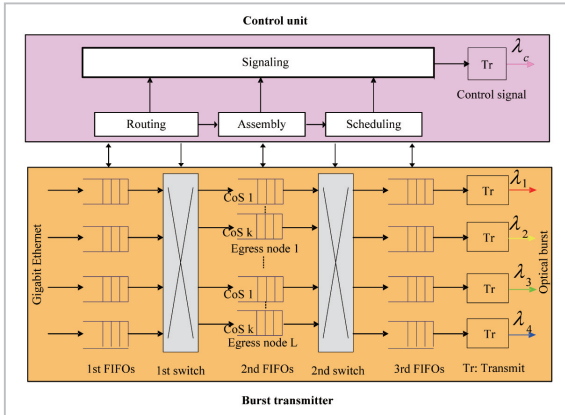 Control unit
Signaling
Tr
λc
Control signal
Routing
Assembly
Scheduling
Gigabit Ethernet
CoS 1
CoS k
Egress node 1
CoS 1
CoS k
Egress node L
Tr
λ1
Tr
λ2
Tr
λ3
Tr
λ4
Optical burst
1st FIFOs
1st switch
2nd FIFOs
2nd switch
3rd FIFOs
Tr: Transmit
Burst transmitter